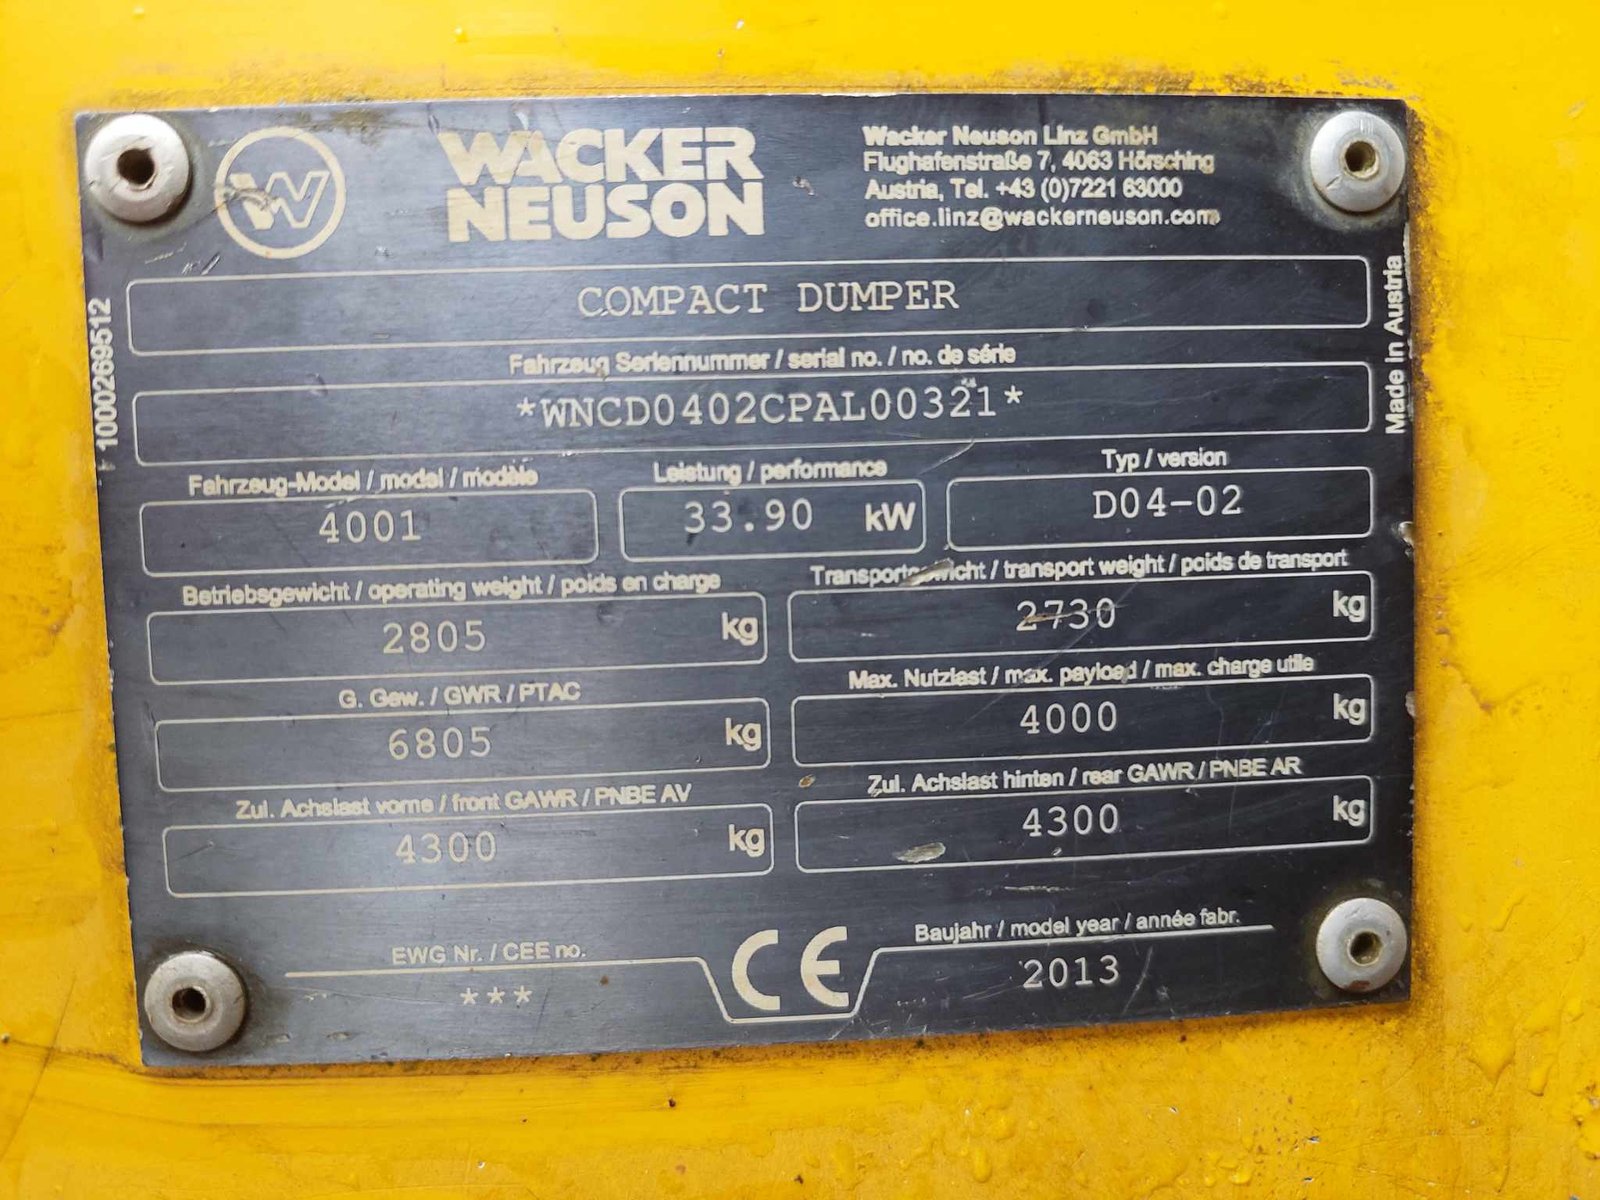 W
WACKER
NEUSON
Wacker Neuson Linz GmbH
Flughafenstraße 7, 4063 Hörsching
Austria, Tel. +43 (0)7221 63000
office.linz@wackerneuson.com
COMPACT DUMPER
Fahrzeug Seriennummer / serial no. / no. de série
*WNCD0402CPAL00321*
Fahrzeug-Model / model / modèle
4001
Leistung / performance
33.90 kW
Typ / version
D04-02
Betriebsgewicht / operating weight / poids en charge
2805 kg
Transportgewicht / transport weight / poids de transport
2730 kg
G. Gew. / GWR / PTAC
6805 kg
Max. Nutzlast / max. payload / max. charge utile
4000 kg
Zul. Achslast vorne / front GAWR / PNBE AV
4300 kg
Zul. Achslast hinten / rear GAWR / PNBE AR
4300 kg
EWG Nr. / CEE no.
***
CE
Baujahr / model year / année fabr.
2013
1000269512
Made in Austria